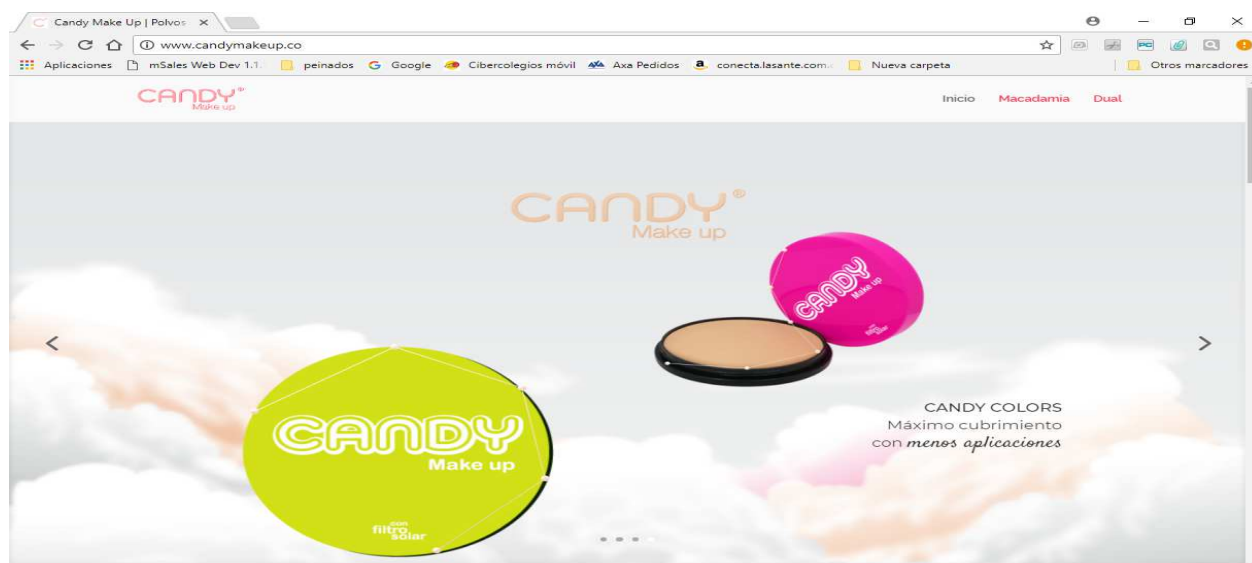 Candy Make Up | Polvos
www.candymakeup.co
Aplicaciones mSales Web Dev 1.1. peinados Google Cibercolegios móvil Axa Pedidos conecta.lasante.com. Nueva carpeta Otros marcadores
CANDY®
Make up
Inicio Macadamia Dual
CANDY®
Make up
CANDY
Make up
con
CANDY COLORS
Máximo cubrimiento
con menos aplicaciones
CANDY
Make up
con
filtro
solar